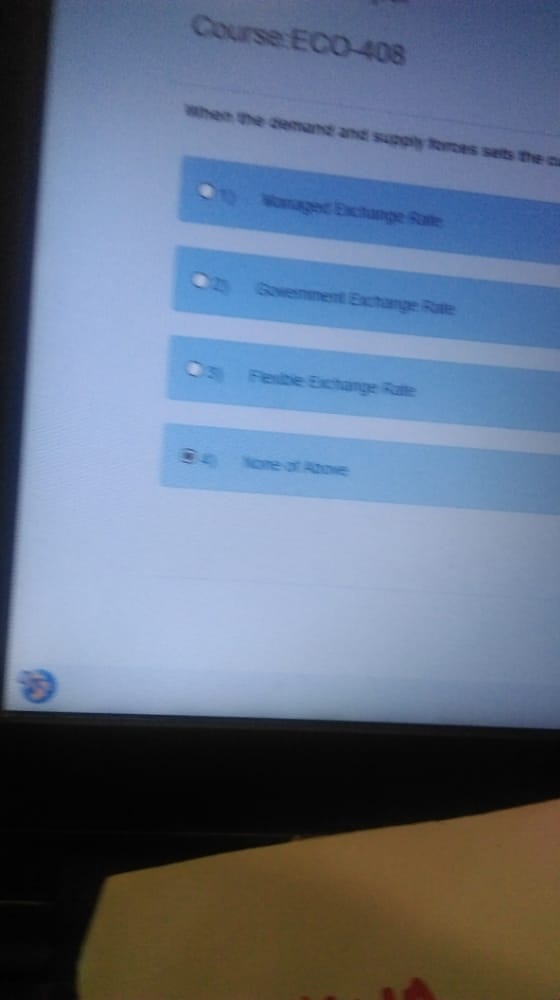 Course:ECO-408
When the demand and supply forces sets the
1) Managed Exchange Rate
2) Government Exchange Rate
3) Flexible Exchange Rate
4) None of Above